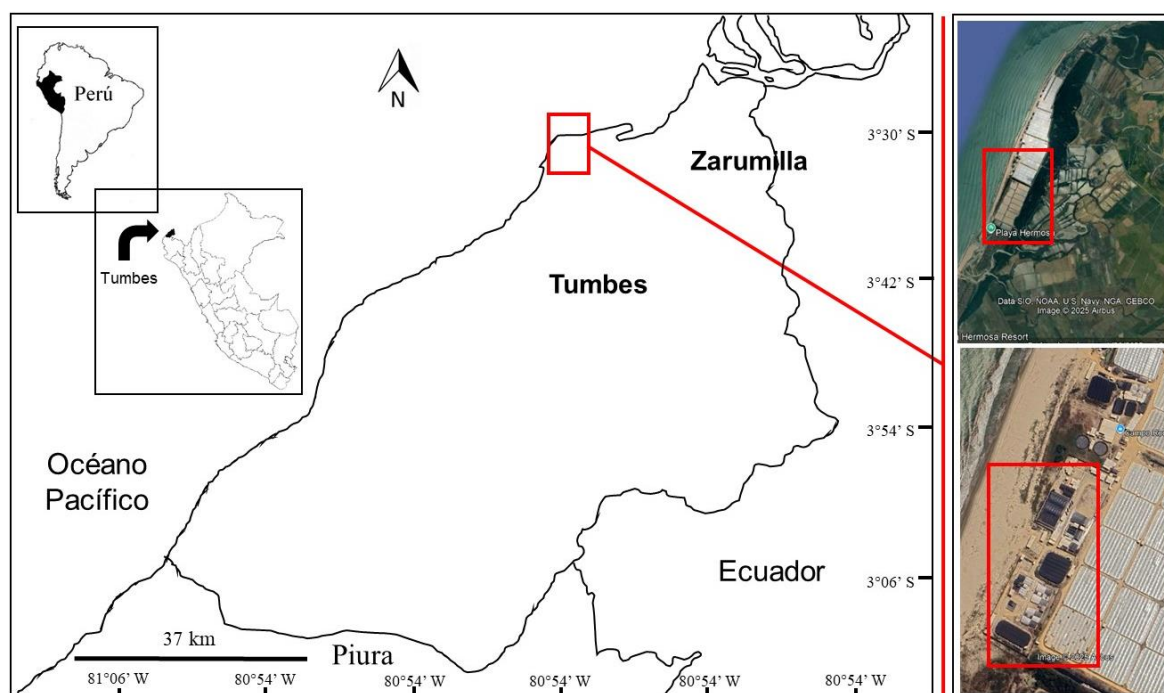 Perú
N
Tumbes
Zarumilla
Tumbes
Océano
Pacífico
Ecuador
Piura
37 km
3°30’ S
3°42’ S
3°54’ S
3°06’ S
81°06’ W
80°54’ W
80°54’ W
80°54’ W
80°54’ W
80°54’ W
Playa Hermosa
Data SIO, NOAA, U.S. Navy, NGA, GEBCO
Image © 2025 Airbus
Hermosa Resort
Image © 2025 Airbus